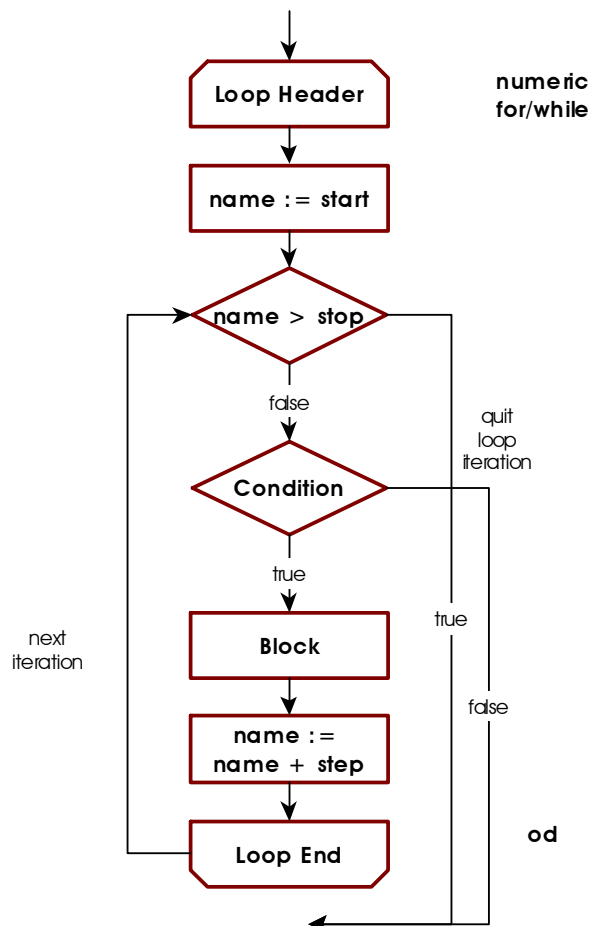 Loop Header
numeric
for/while
name := start
name > stop
false
quit
loop
iteration
Condition
true
next
iteration
Block
true
name :=
name + step
false
Loop End
od